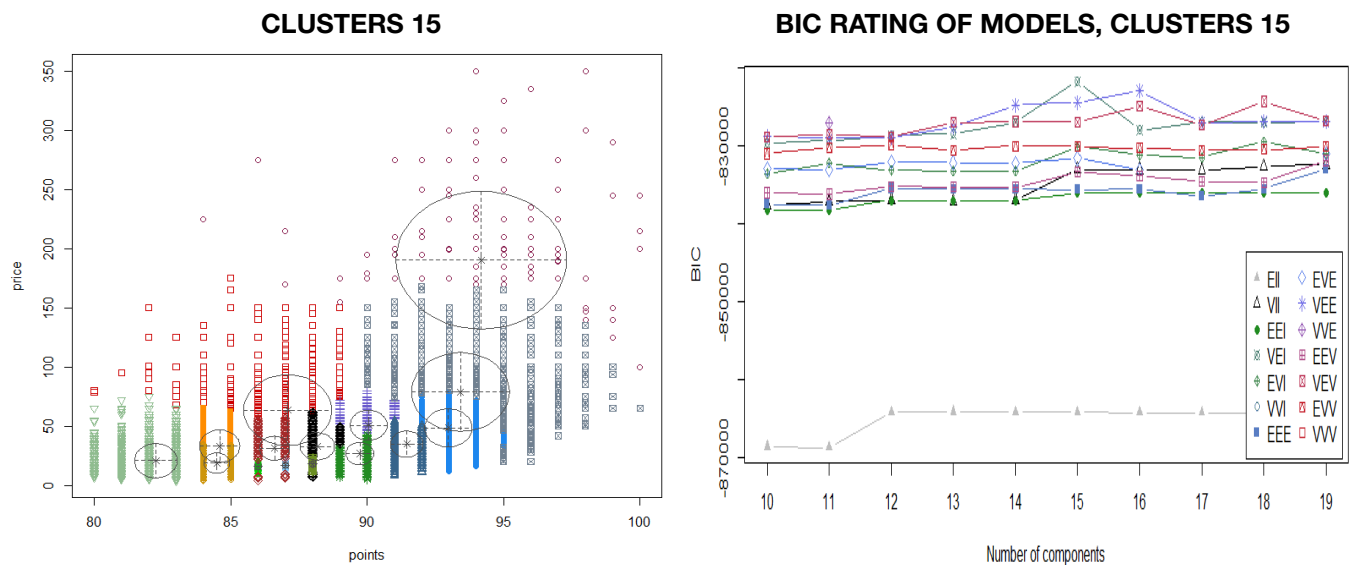 CLUSTERS 15
350
300
250
200
150
100
50
0
price
80
85
90
95
100
points
BIC RATING OF MODELS, CLUSTERS 15
-830000
-850000
-870000
BIC
EII
VII
EEI
VEI
EVI
VVI
EEE
EVE
VEE
VVE
EEV
VEV
EVV
VVV
10
11
12
13
14
15
16
17
18
19
Number of components